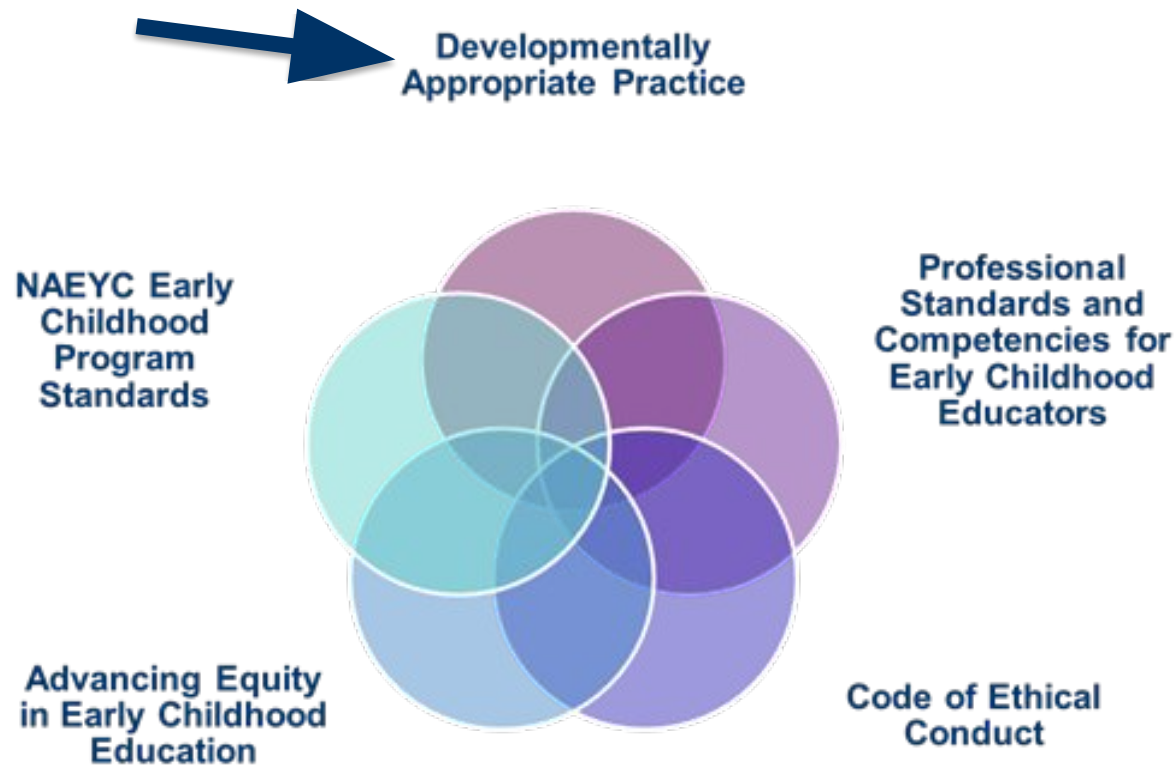 Developmentally
Appropriate Practice
NAEYC Early
Childhood
Program
Standards
Professional
Standards and
Competencies for
Early Childhood
Educators
Advancing Equity
in Early Childhood
Education
Code of Ethical
Conduct